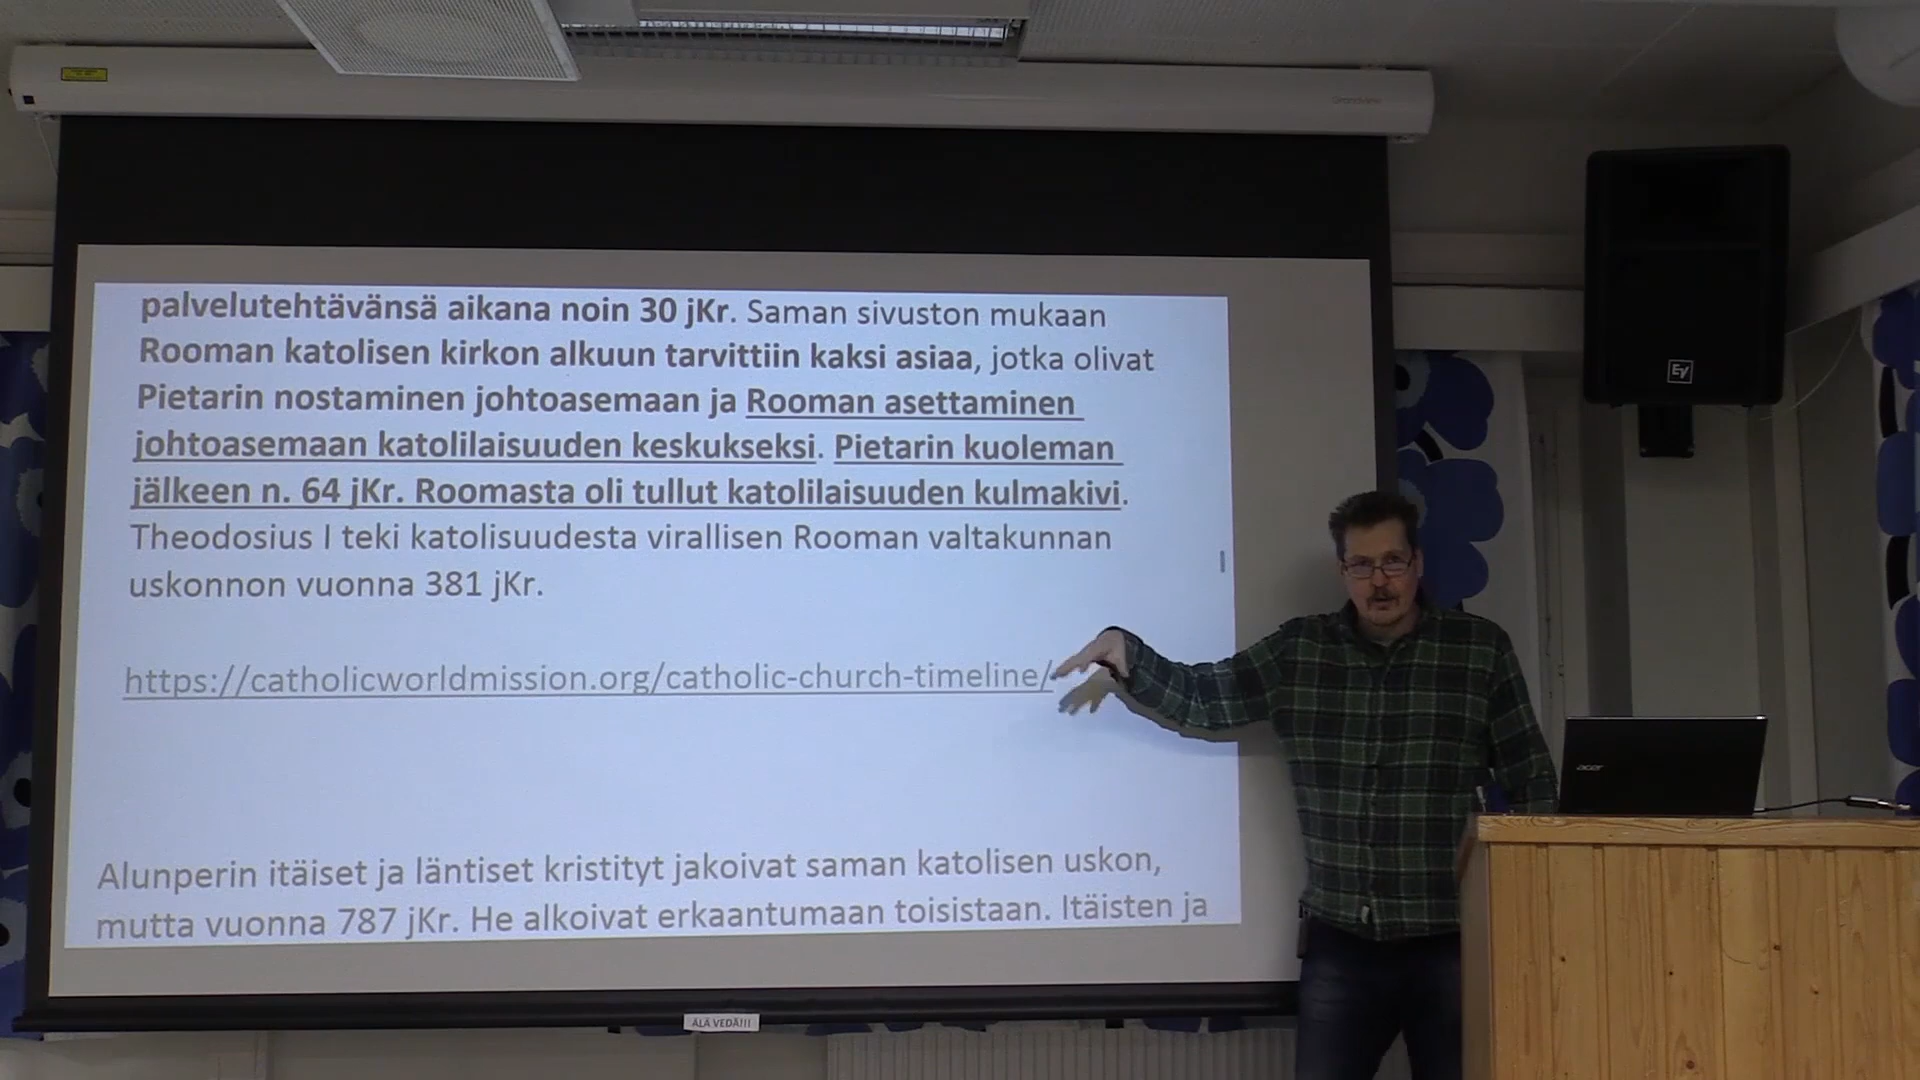 palvelutehtävänsä aikana noin 30 jKr. Saman sivuston mukaan
Rooman katolisen kirkon alkuun tarvittiin kaksi asiaa, jotka olivat
Pietarin nostaminen johtoasemaan ja Rooman asettaminen
johtoasemaan katolilaisuuden keskukseksi. Pietarin kuoleman
jälkeen n. 64 jKr. Roomasta oli tullut katolilaisuuden kulmakivi.
Theodosius I teki katolisuudesta virallisen Rooman valtakunnan
uskonnon vuonna 381 jKr.
https://catholicworldmission.org/catholic-church-timeline/
Alunperin itäiset ja läntiset kristityt jakoivat saman katolisen uskon,
mutta vuonna 787 jKr. He alkoivat erkaantumaan toisistaan. Itäisten ja
ÄLÄ VEDÄ!!!
EV
acer
Grandview